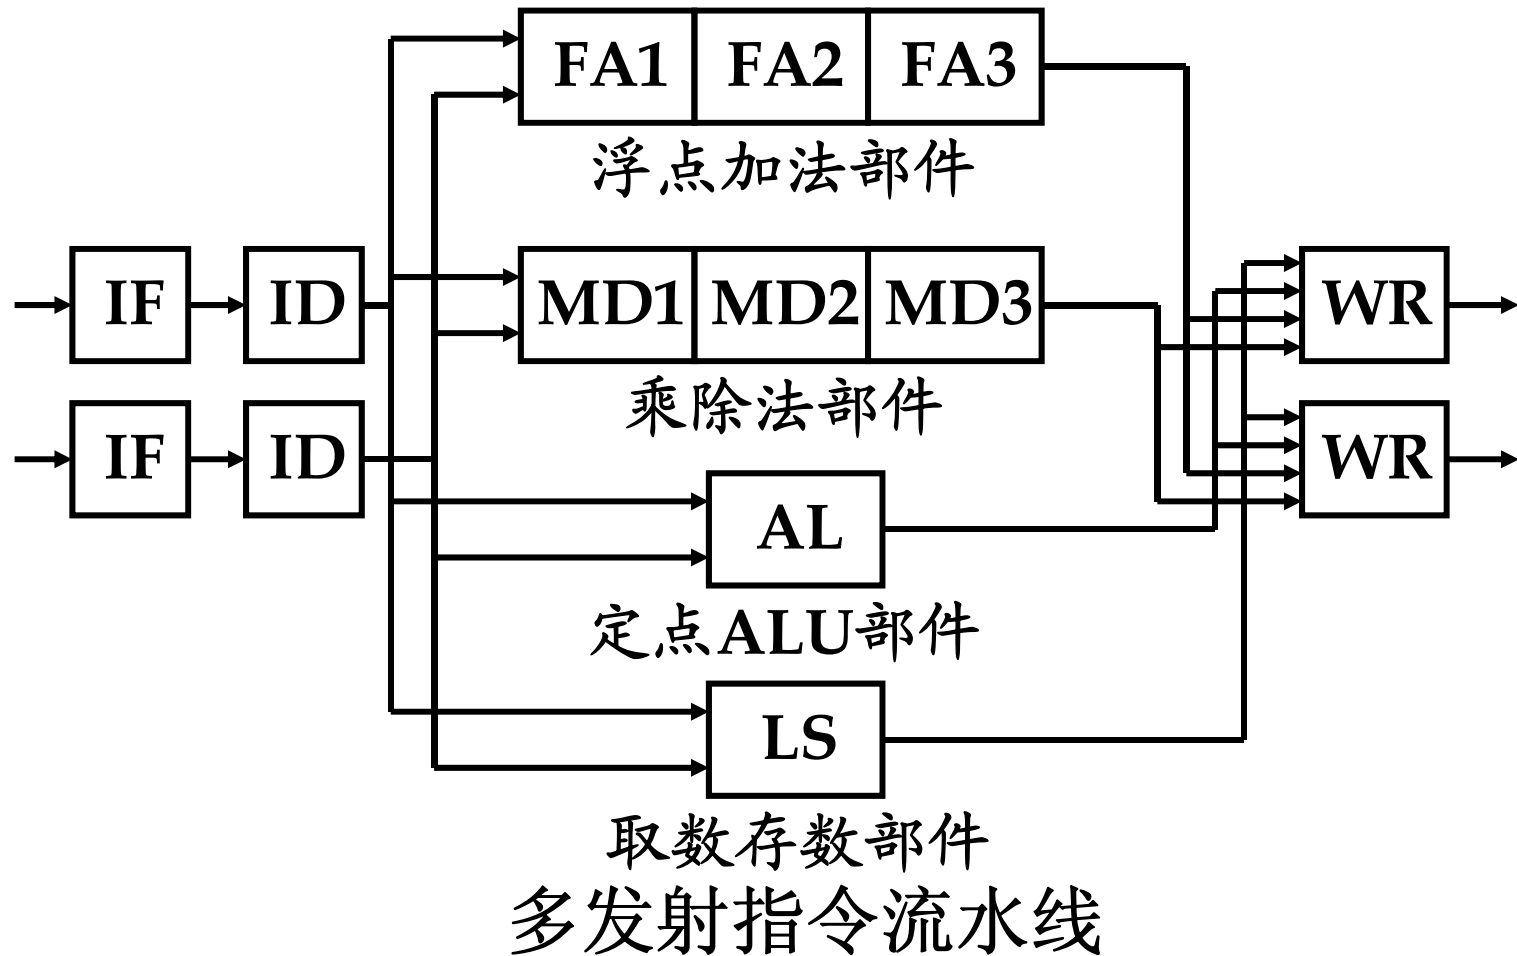 FA1 FA2 FA3
浮点加法部件
IF ID MD1 MD2 MD3 WR
乘除法部件
IF ID WR
AL
定点ALU部件
LS
取数存数部件
多发射指令流水线